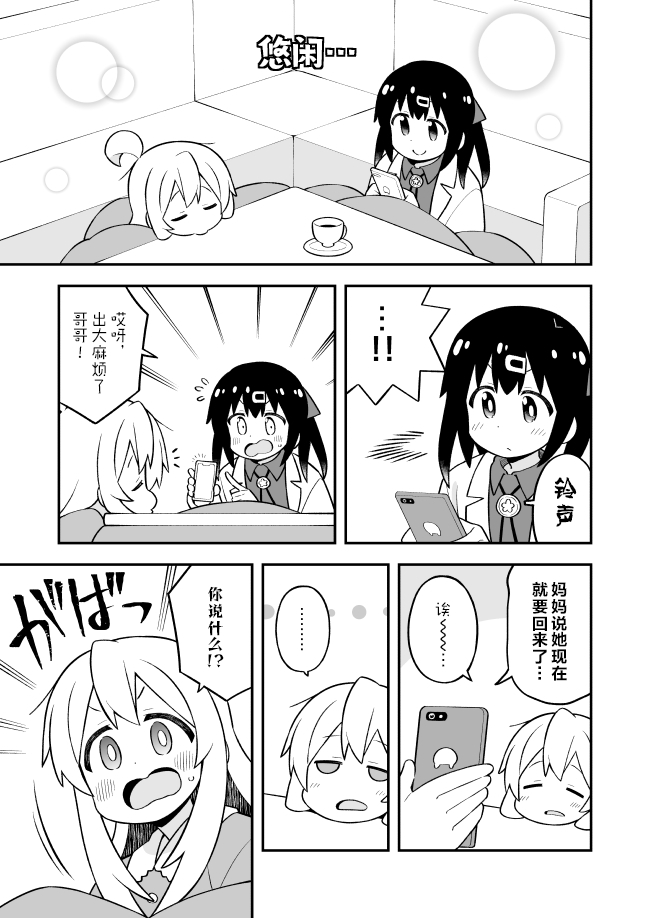 悠闲…
…!!
铃声
哎呀，
出大麻烦了
哥哥！
妈妈说她现在
就要回来了…
诶~~~…
………
你说什么!?
がばっ